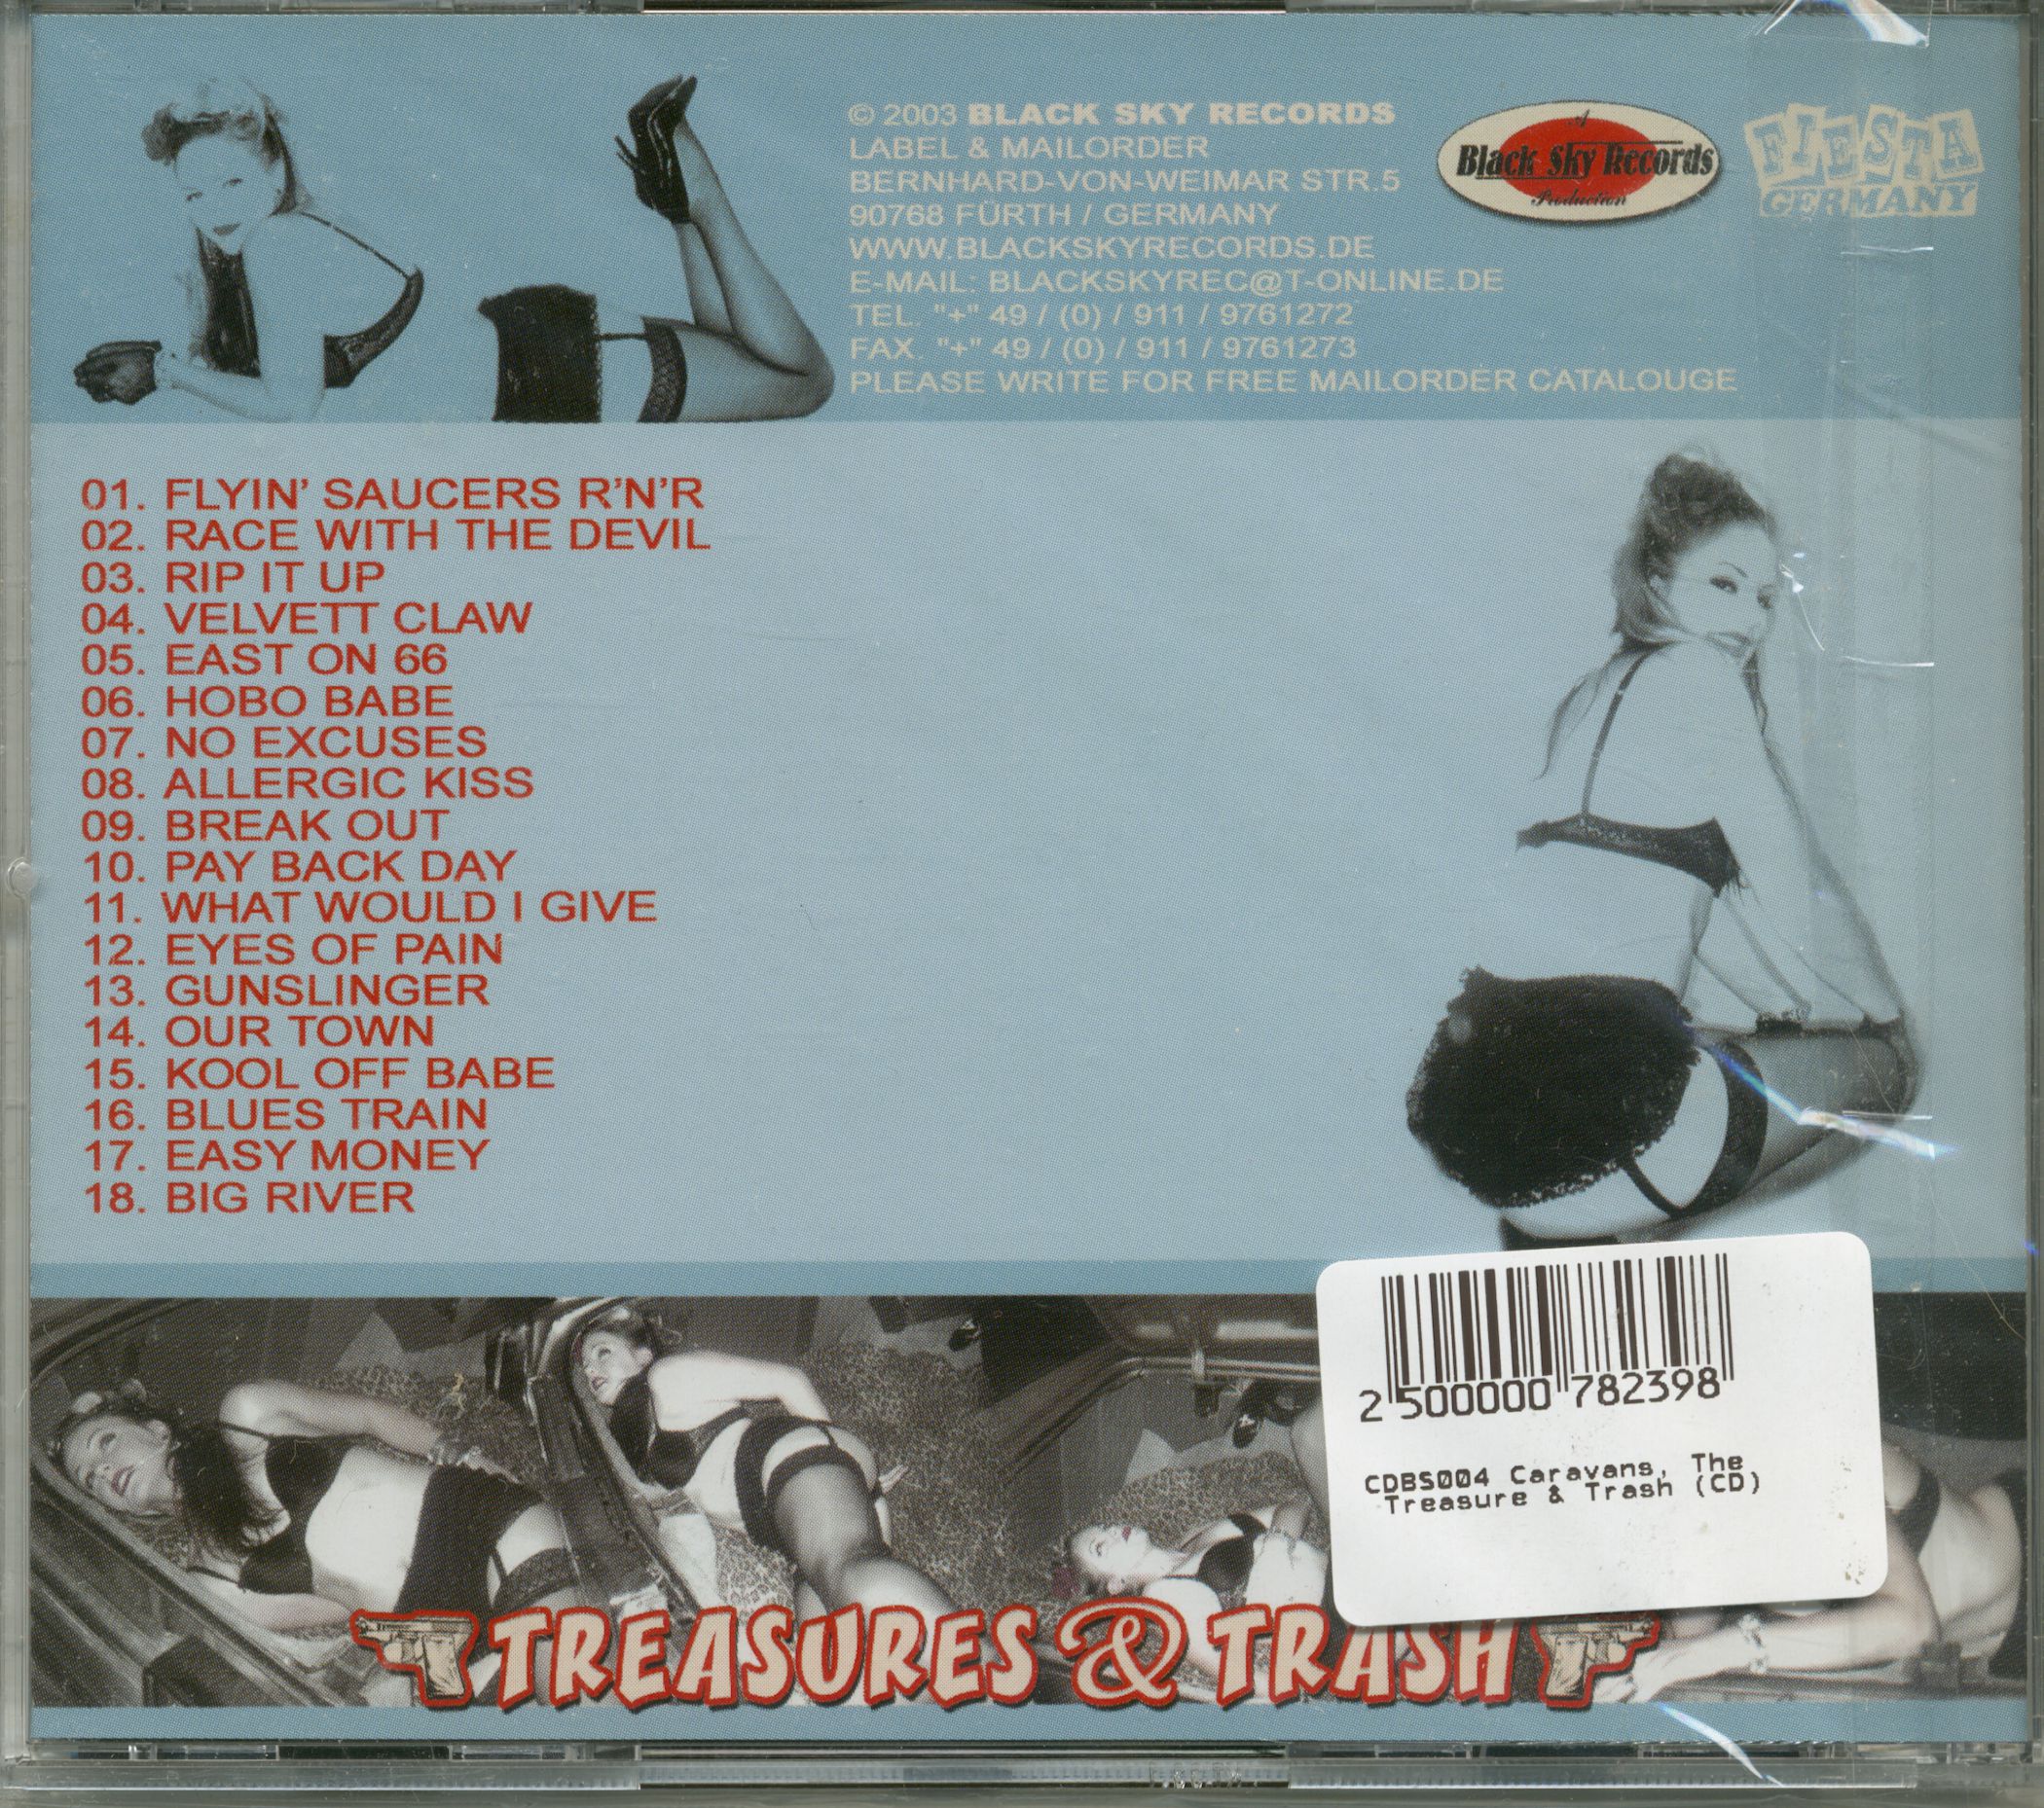 © 2003 BLACK SKY RECORDS
LABEL & MAILORDER
BERNHARD-VON-WEIMAR STR.5
90768 FÜRTH / GERMANY
WWW.BLACKSKYRECORDS.DE
E-MAIL: BLACKSKYREC@T-ONLINE.DE
TEL. "+" 49 / (0) / 911 / 9761272
FAX. "+" 49 / (0) / 911 / 9761273
PLEASE WRITE FOR FREE MAILORDER CATALOUGE
A
Black Sky Records
Production
FIESTA
GERMANY
01. FLYIN' SAUCERS R'N'R
02. RACE WITH THE DEVIL
03. RIP IT UP
04. VELVETT CLAW
05. EAST ON 66
06. HOBO BABE
07. NO EXCUSES
08. ALLERGIC KISS
09. BREAK OUT
10. PAY BACK DAY
11. WHAT WOULD I GIVE
12. EYES OF PAIN
13. GUNSLINGER
14. OUR TOWN
15. KOOL OFF BABE
16. BLUES TRAIN
17. EASY MONEY
18. BIG RIVER
2 500000 782398
CDBS004 Caravans, The
Treasure & Trash (CD)
TREASURES & TRASH